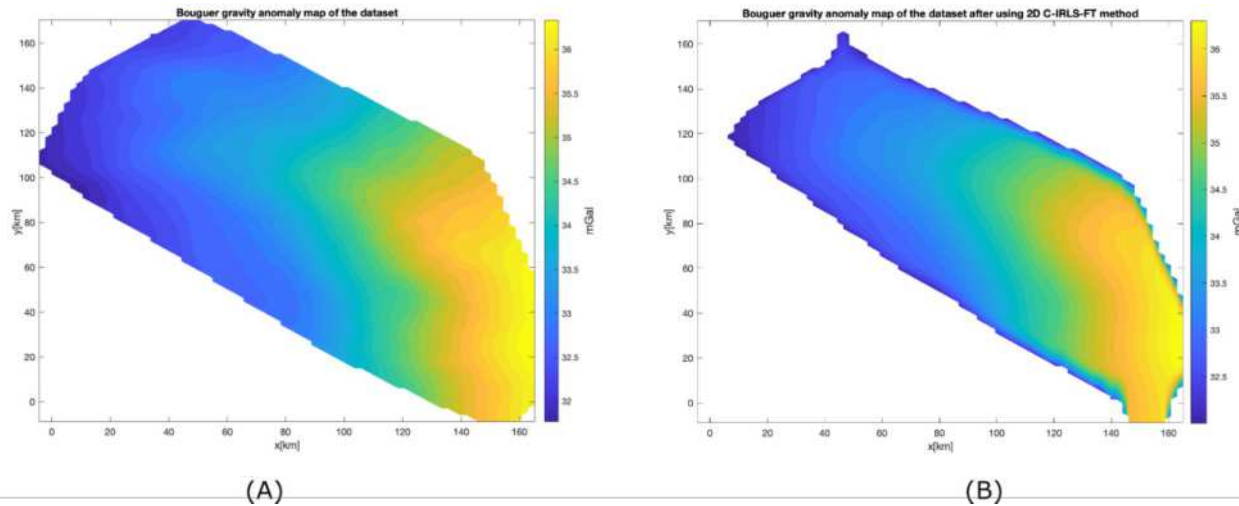 Bouguer gravity anomaly map of the dataset
160
140
120
100
80
60
40
20
0
y[km]
0 20 40 60 80 100 120 140 160
x[km]
36
35.5
35
34.5
34
33.5
33
32.5
32
mGal
(A)
Bouguer gravity anomaly map of the dataset after using 2D C-IRLS-FT method
160
140
120
100
80
60
40
20
0
y[km]
0 20 40 60 80 100 120 140 160
x[km]
36
35.5
35
34.5
34
33.5
33
32.5
mGal
(B)